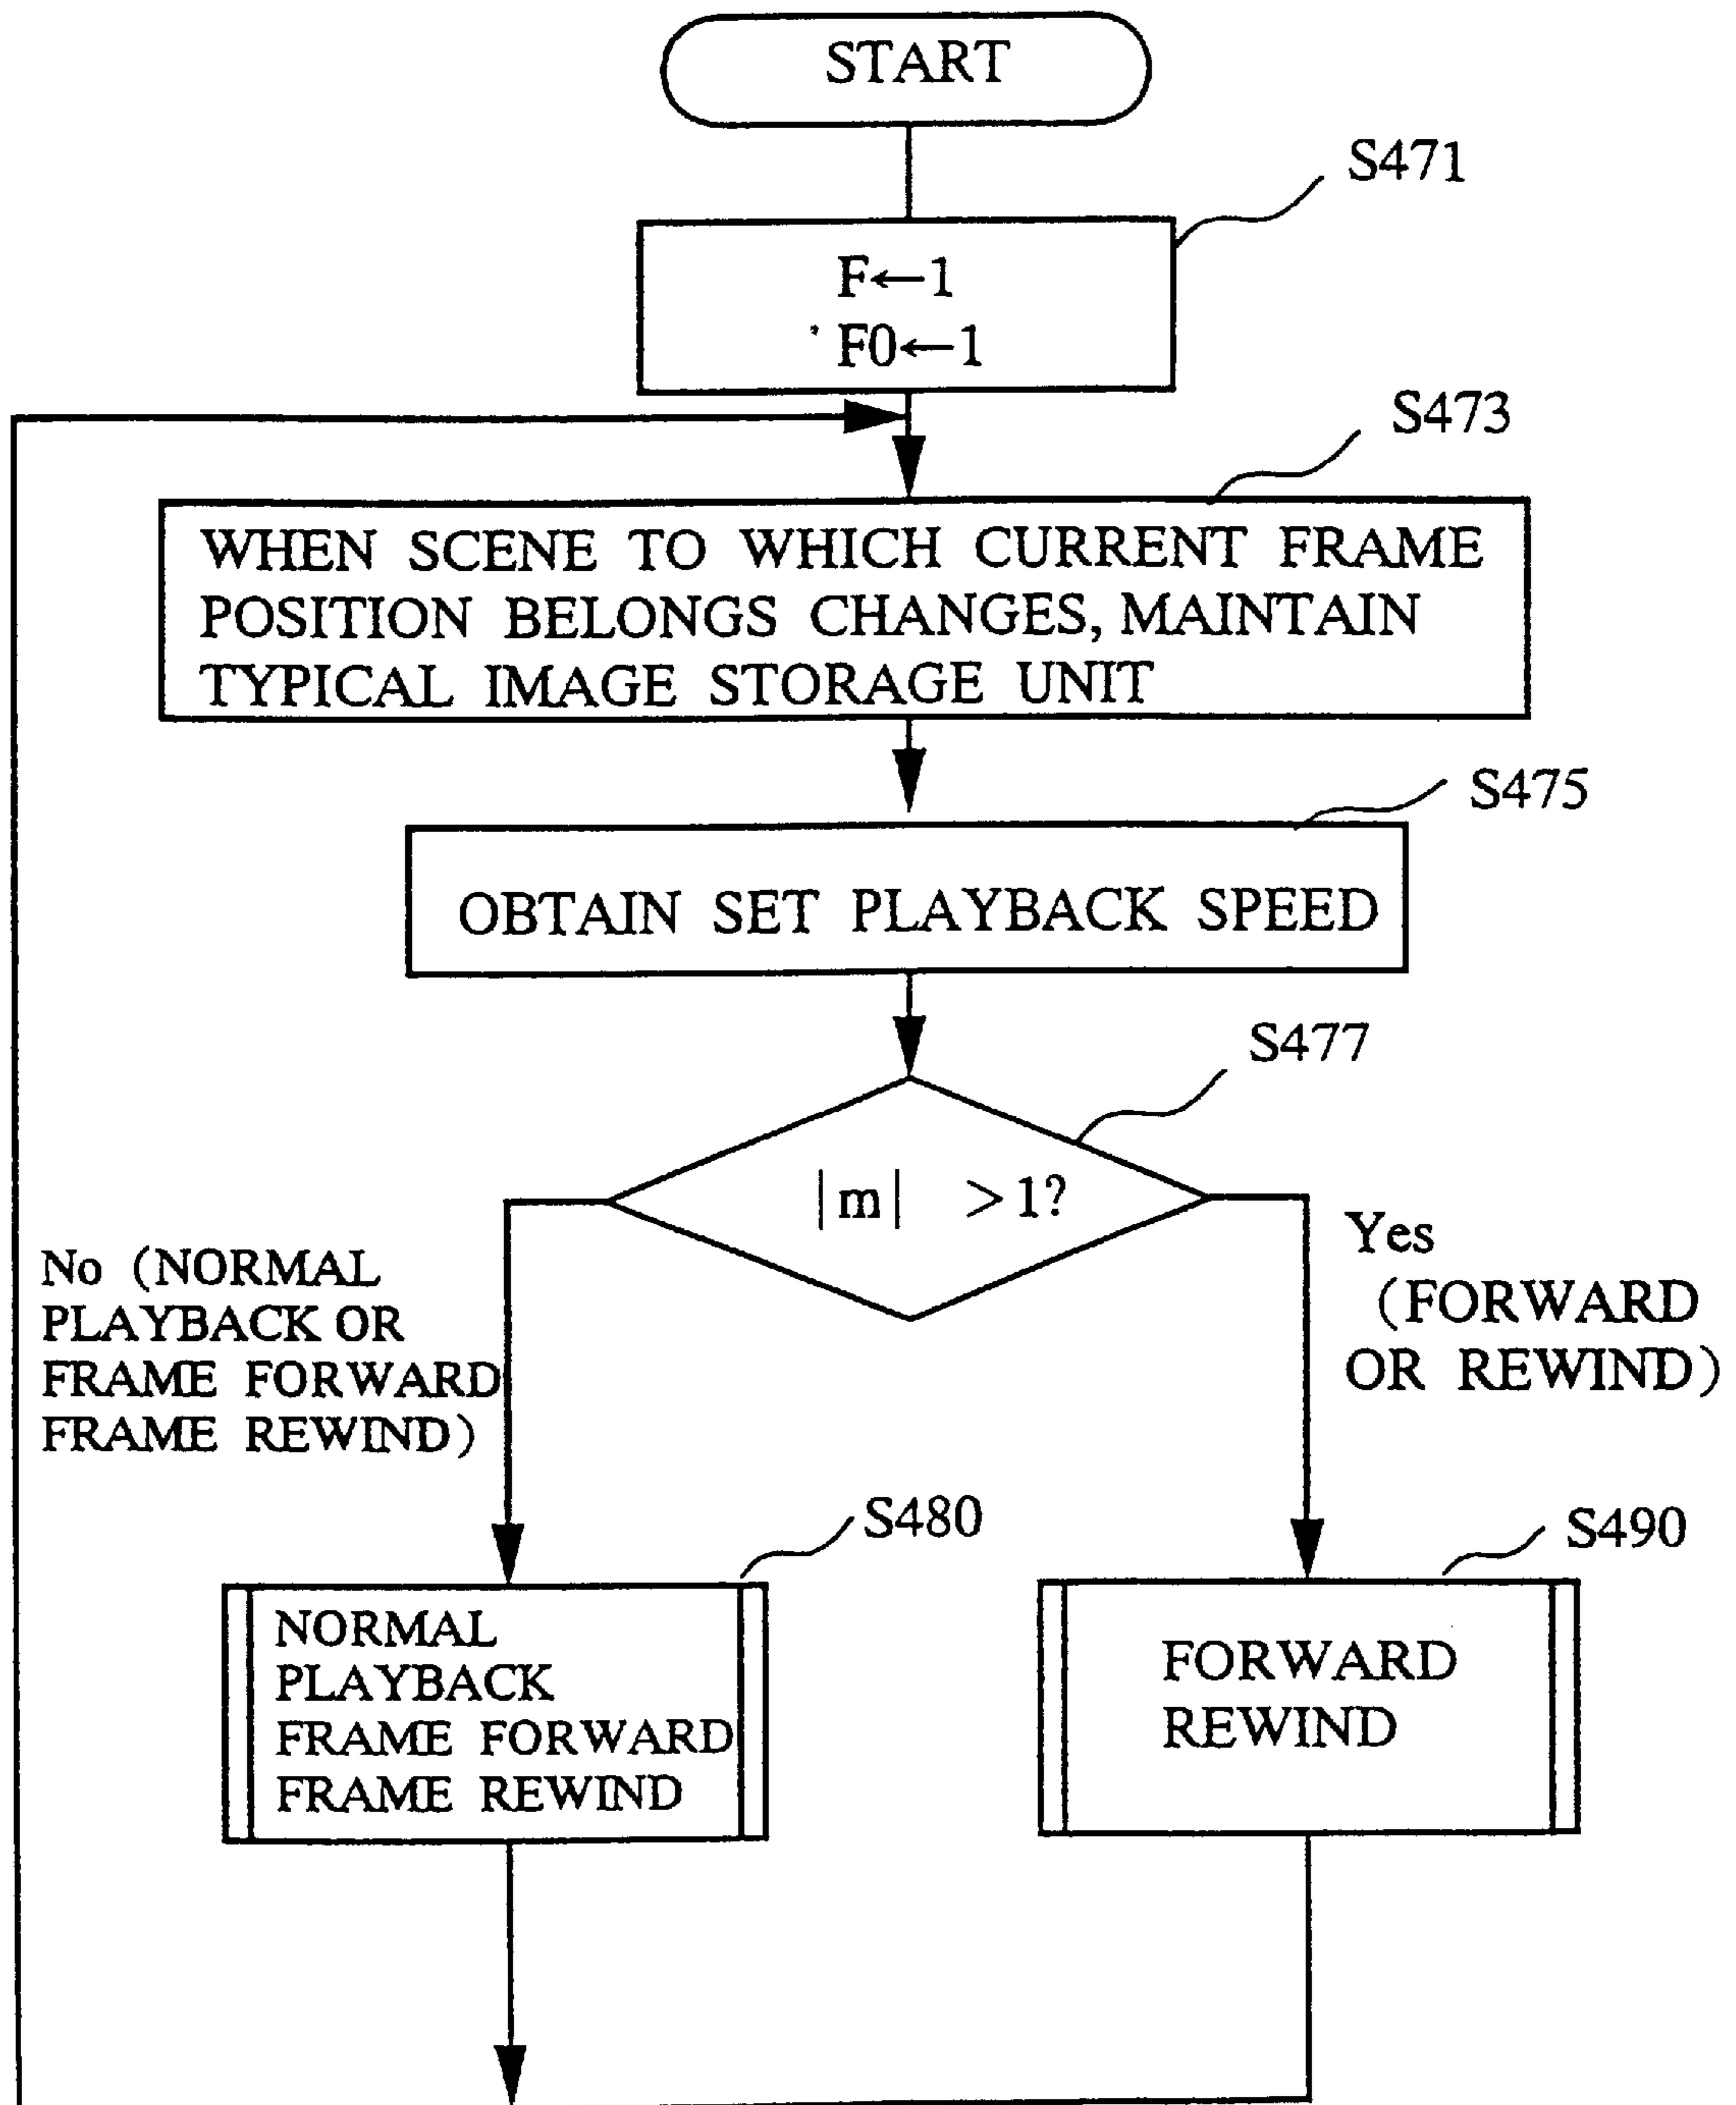 START
S471
F←1
F0←1
S473
WHEN SCENE TO WHICH CURRENT FRAME
POSITION BELONGS CHANGES, MAINTAIN
TYPICAL IMAGE STORAGE UNIT
S475
OBTAIN SET PLAYBACK SPEED
S477
|m| >1?
No (NORMAL
PLAYBACK OR
FRAME FORWARD
FRAME REWIND)
Yes
(FORWARD
OR REWIND)
S480
NORMAL
PLAYBACK
FRAME FORWARD
FRAME REWIND
S490
FORWARD
REWIND